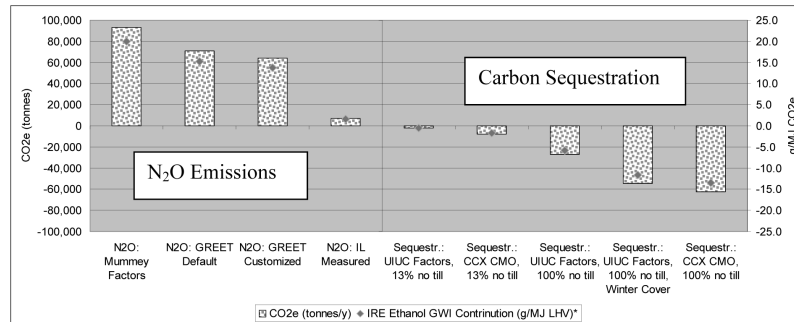 100,000
80,000
60,000
40,000
20,000
0
-20,000
-40,000
-60,000
-80,000
-100,000
CO2e (tonnes)
N₂O Emissions
Carbon Sequestration
25.0
20.0
15.0
10.0
5.0
0.0
-5.0
-10.0
-15.0
-20.0
-25.0
g/MJ CO2e
N2O:
Mummey
Factors
N2O: GREET
Default
N2O: GREET
Customized
N2O: IL
Measured
Sequestr.:
UIUC Factors,
13% no till
Sequestr.:
CCX CMO,
13% no till
Sequestr.:
UIUC Factors,
100% no till
Sequestr.:
UIUC Factors,
100% no till,
Winter Cover
Sequestr.:
CCX CMO,
100% no till
CO2e (tonnes/y)
IRE Ethanol GWI Contrinution (g/MJ LHV)*